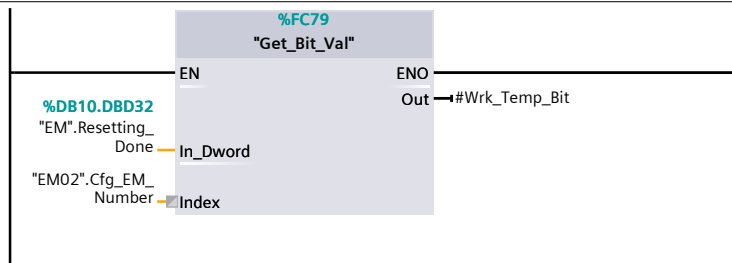 %FC79
"Get_Bit_Val"
EN
ENO
%DB10.DBD32
Out
#Wrk_Temp_Bit
"EM".Resetting_
Done
In_Dword
"EM02".Cfg_EM_
Number
Index